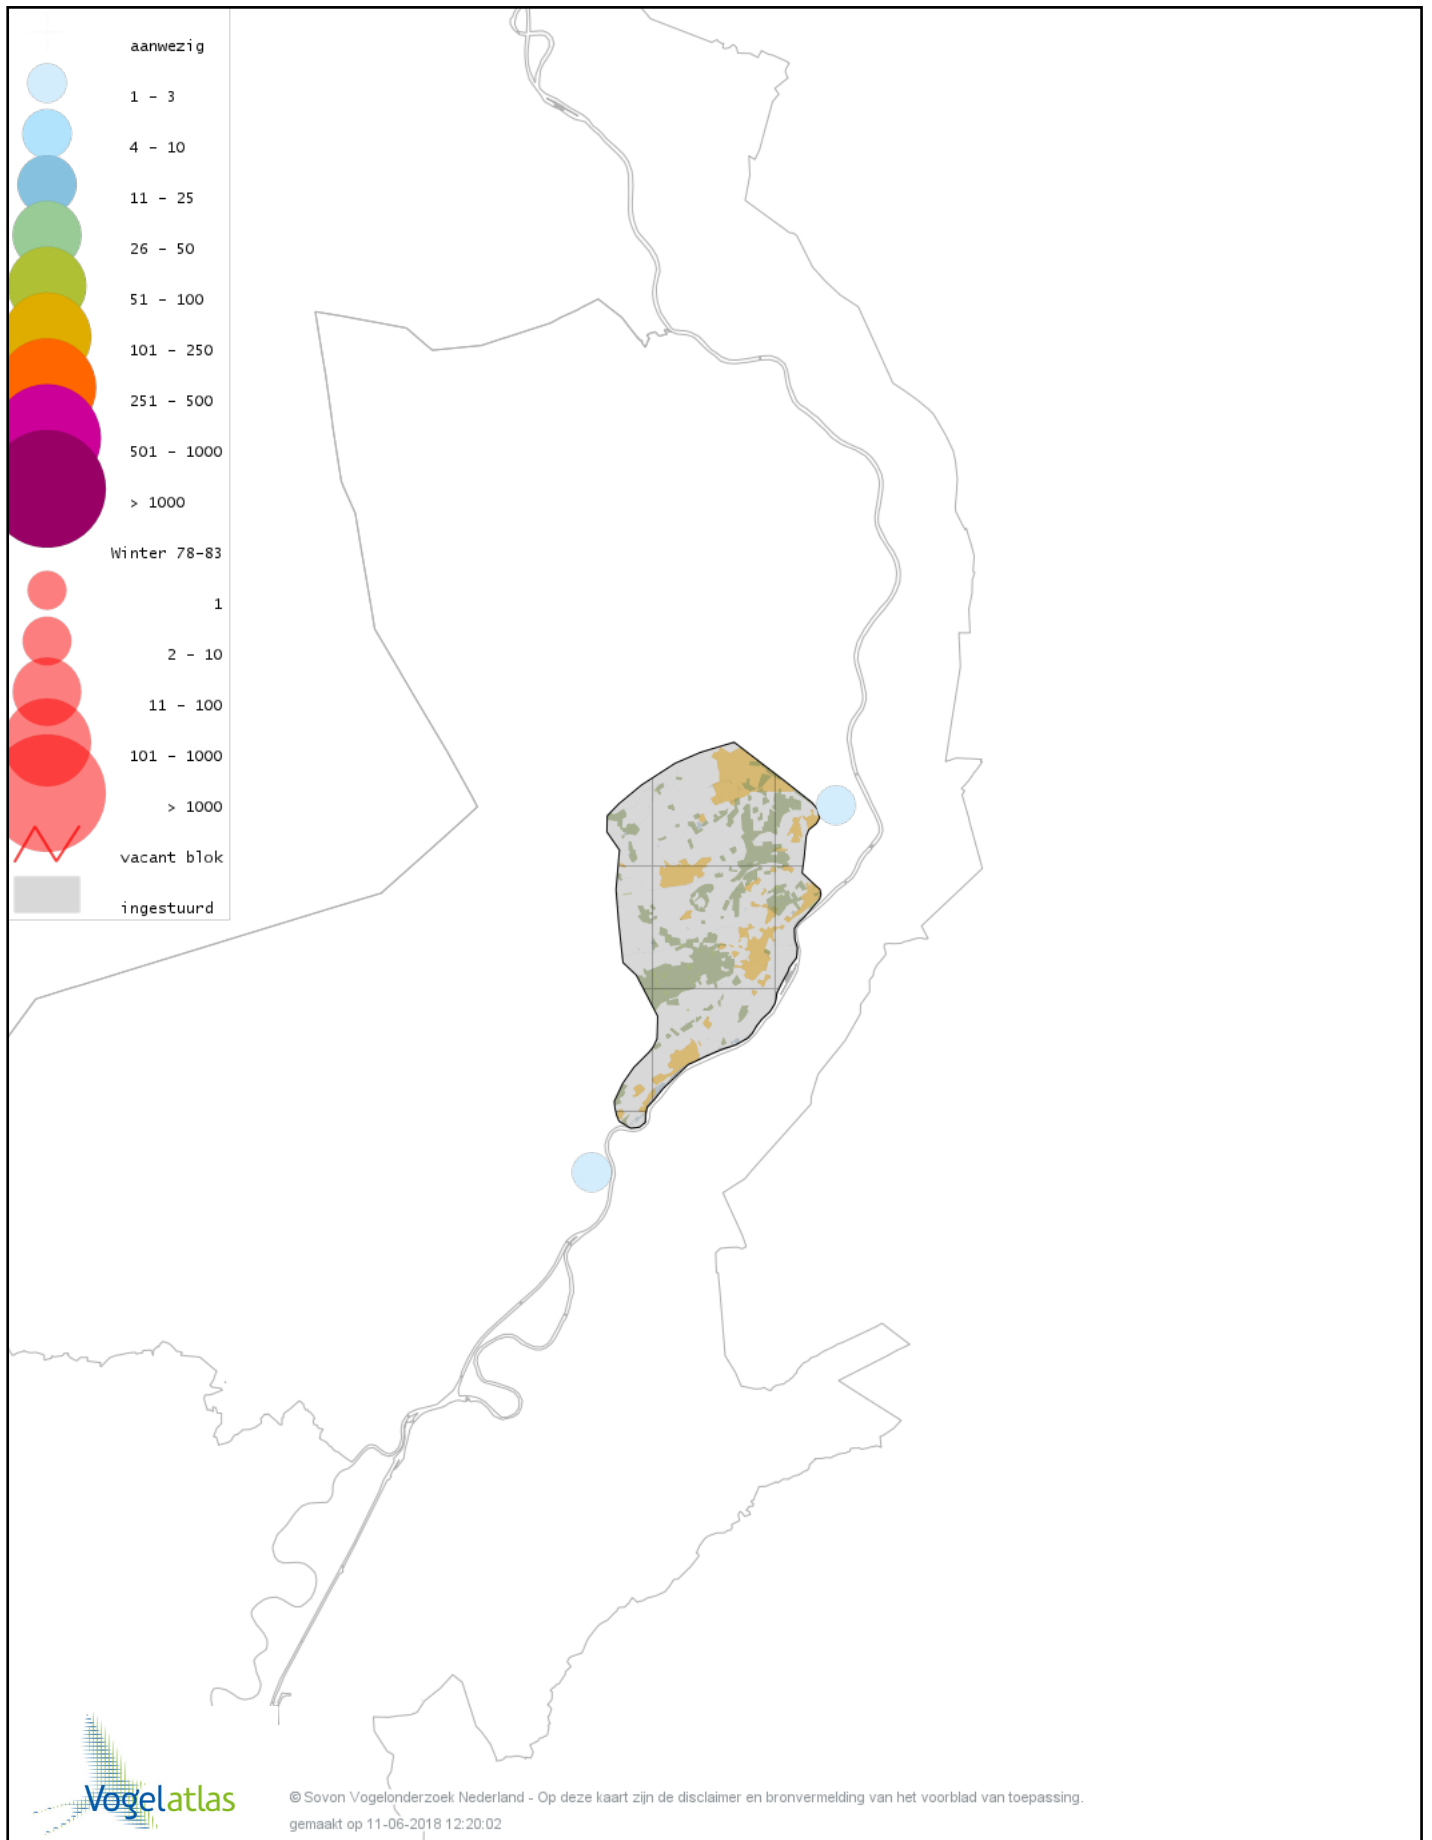 aanwezig
1 - 3
4 - 10
11 - 25
26 - 50
51 - 100
101 - 250
251 - 500
501 - 1000
> 1000
Winter 78-83
1
2 - 10
11 - 100
101 - 1000
> 1000
vacant blok
ingestuurd
Vogelatlas
© Sovon Vogelonderzoek Nederland - Op deze kaart zijn de disclaimer en bronvermelding van het voorblad van toepassing.
gemaakt op 11-06-2018 12:20:02